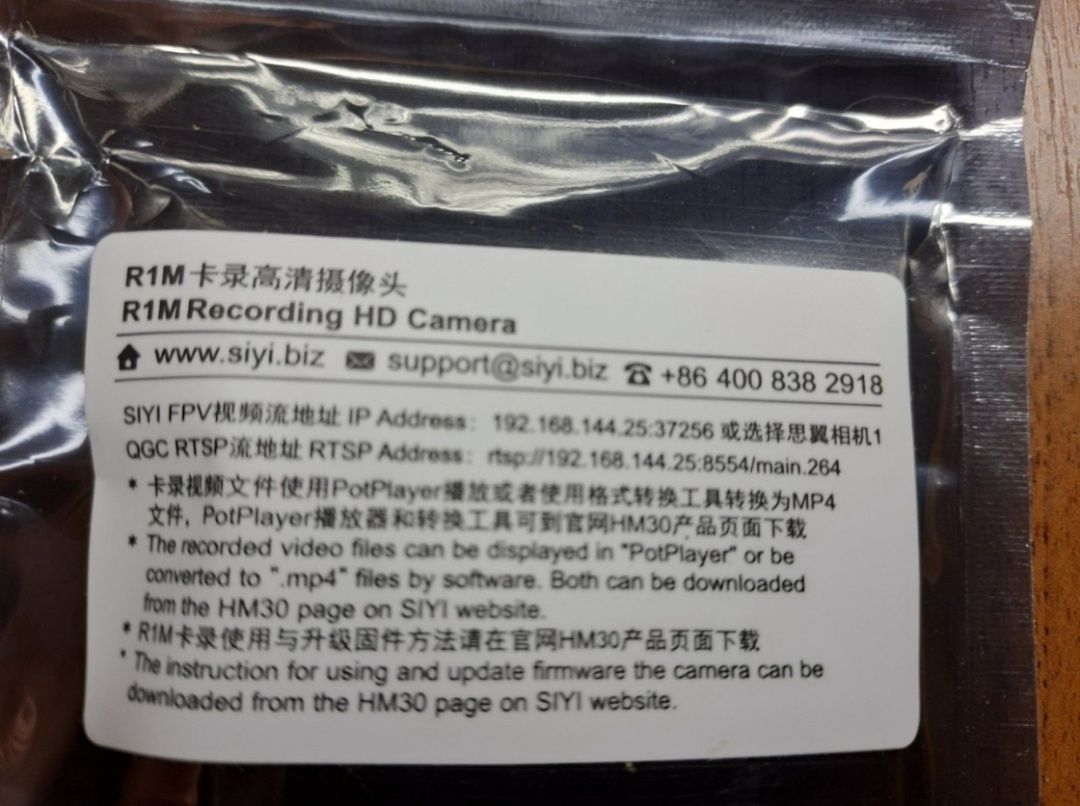 R1M卡录高清摄像头
R1M Recording HD Camera
www.siyi.biz support@siyi.biz +86 400 838 2918
SIYI FPV视频流地址 IP Address: 192.168.144.25:37256 或选择思翼相机1
QGC RTSP流地址 RTSP Address: rtsp://192.168.144.25:8554/main.264
* 卡录视频文件使用PotPlayer播放或者使用格式转换工具转换为MP4
文件, PotPlayer播放器和转换工具可到官网HM30产品页面下载
* The recorded video files can be displayed in "PotPlayer" or be
converted to ".mp4" files by software. Both can be downloaded
from the HM30 page on SIYI website.
* R1M卡录使用与升级固件方法请在官网HM30产品页面下载
* The instruction for using and update firmware the camera can be
downloaded from the HM30 page on SIYI website.